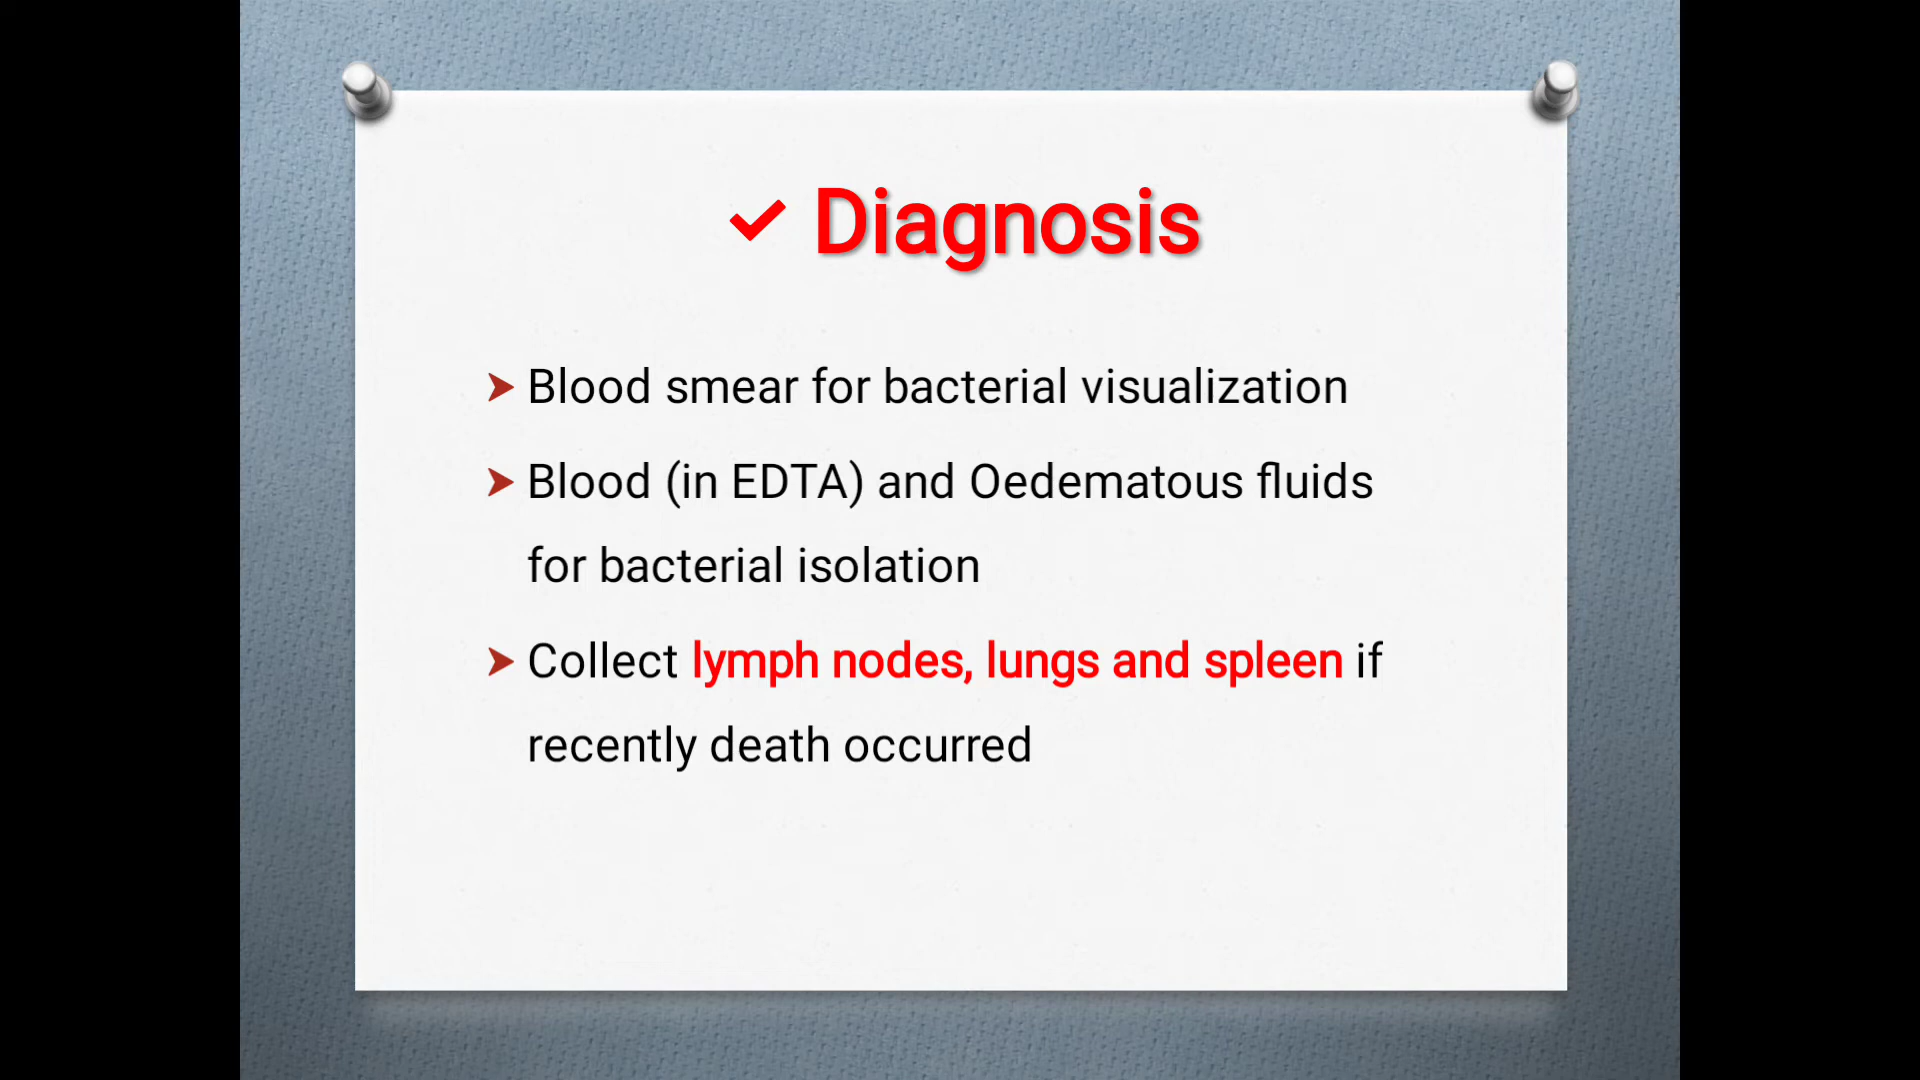 ✓ Diagnosis
➤ Blood smear for bacterial visualization
➤ Blood (in EDTA) and Oedematous fluids
for bacterial isolation
➤ Collect lymph nodes, lungs and spleen if
recently death occurred